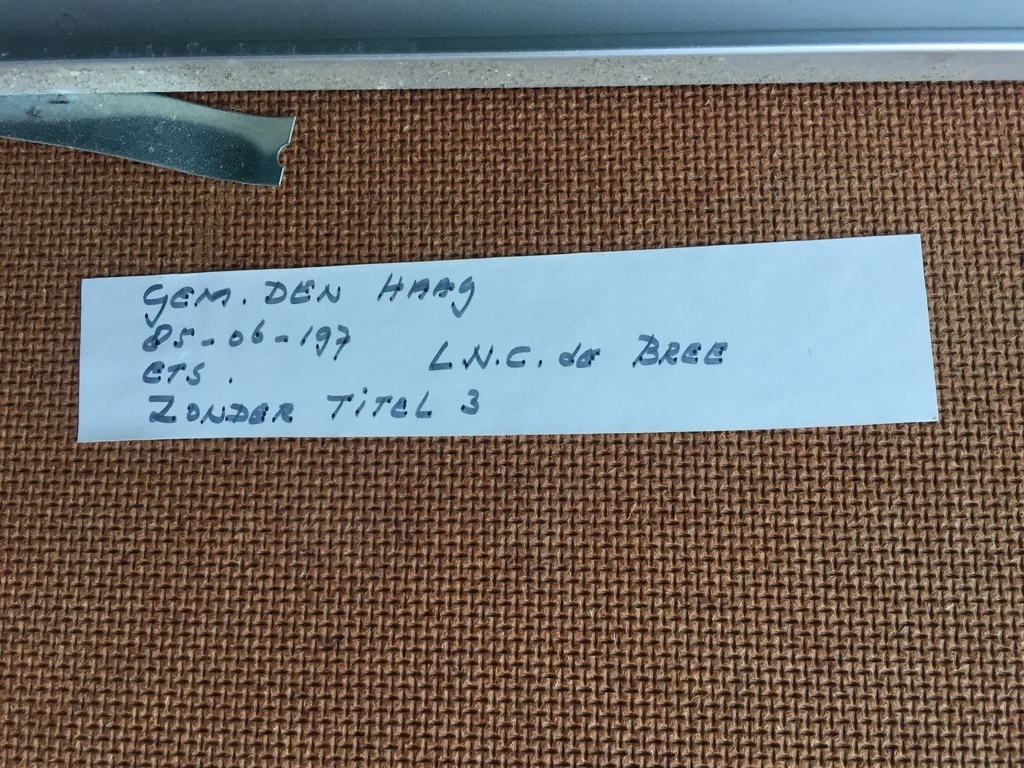 GEM. DEN HAAG
85-06-197
ETS. L.N.C. de BREE
ZONDER TiTEL 3